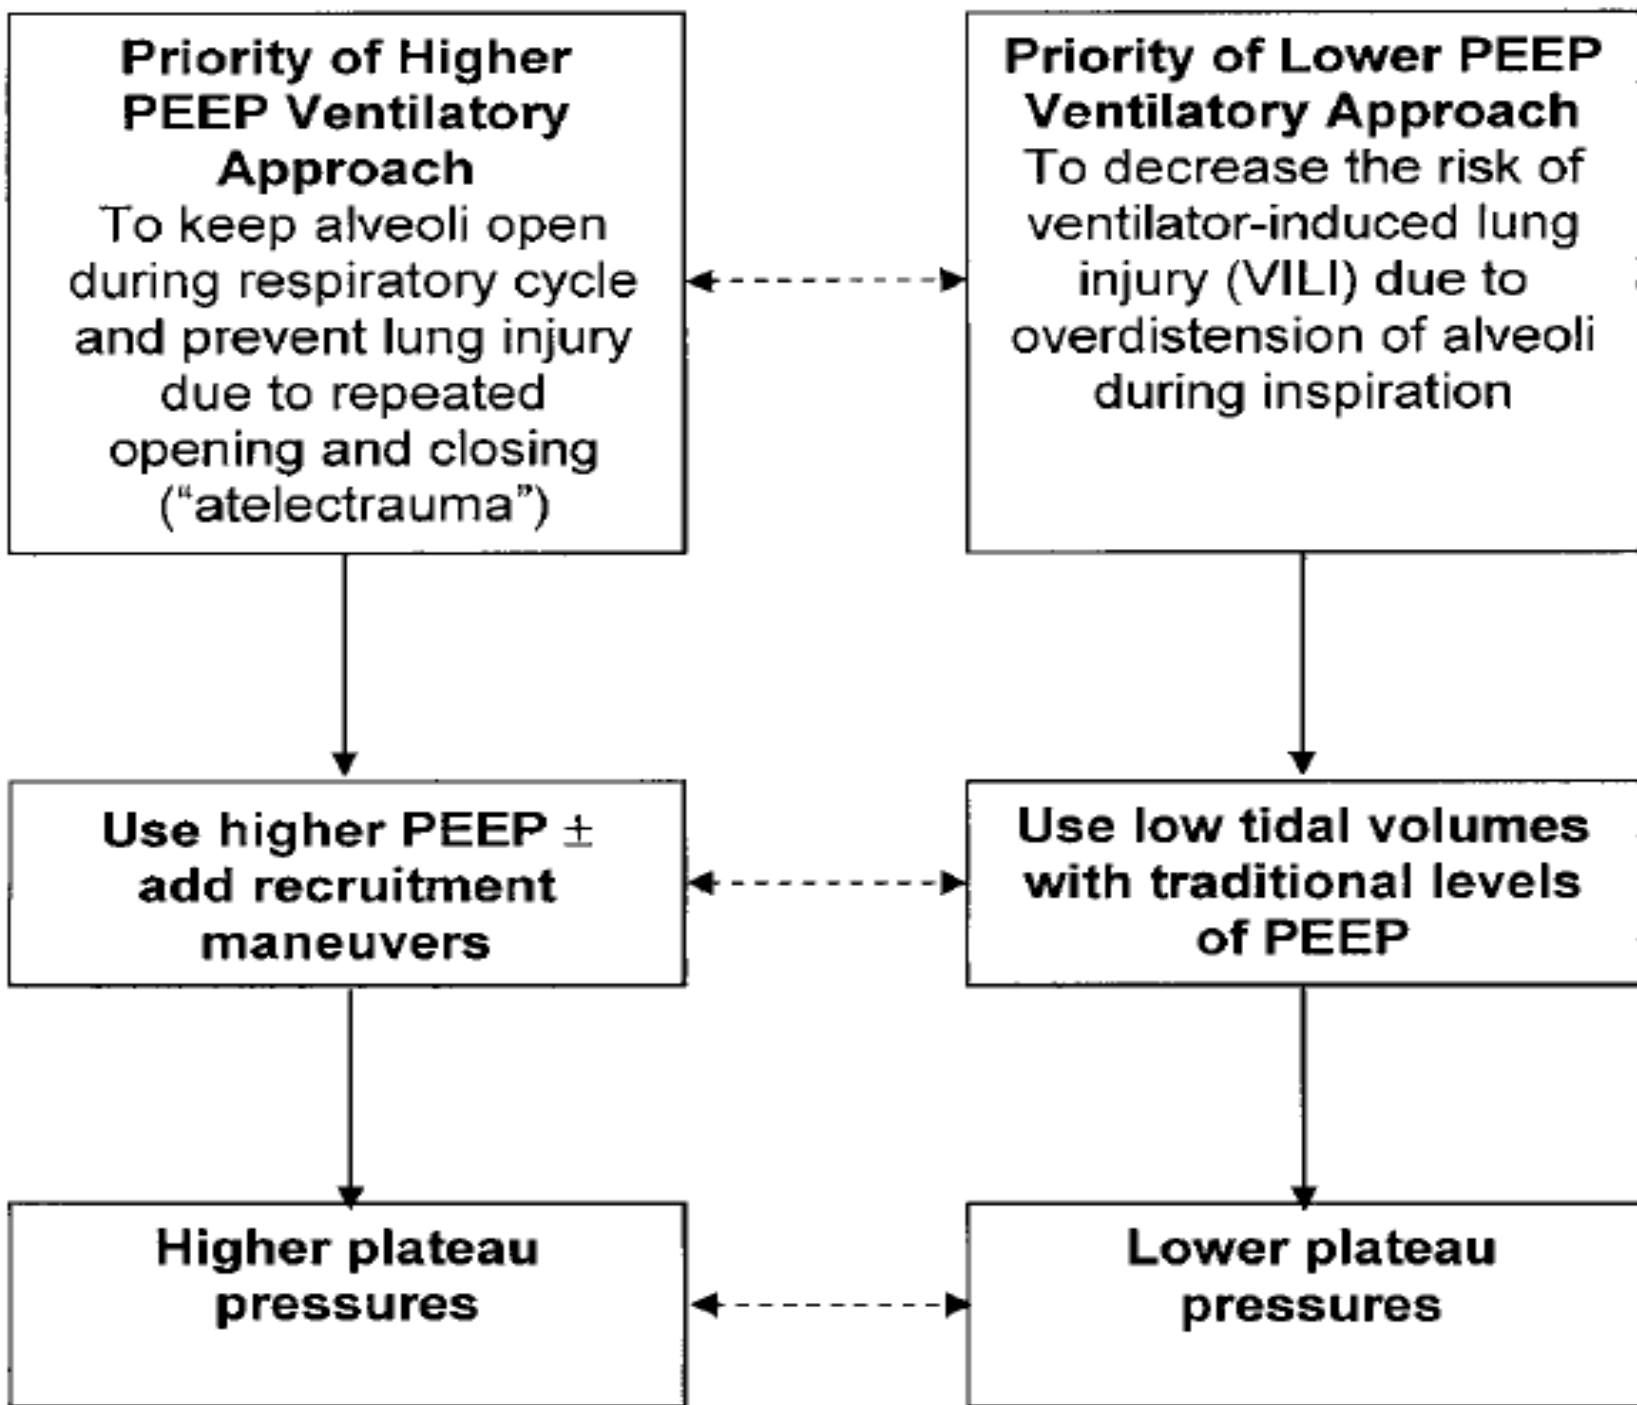 Priority of Higher
PEEP Ventilatory
Approach
To keep alveoli open
during respiratory cycle
and prevent lung injury
due to repeated
opening and closing
(“atelectrauma”)
Priority of Lower PEEP
Ventilatory Approach
To decrease the risk of
ventilator-induced lung
injury (VILI) due to
overdistension of alveoli
during inspiration
Use higher PEEP ±
add recruitment
maneuvers
Use low tidal volumes
with traditional levels
of PEEP
Higher plateau
pressures
Lower plateau
pressures